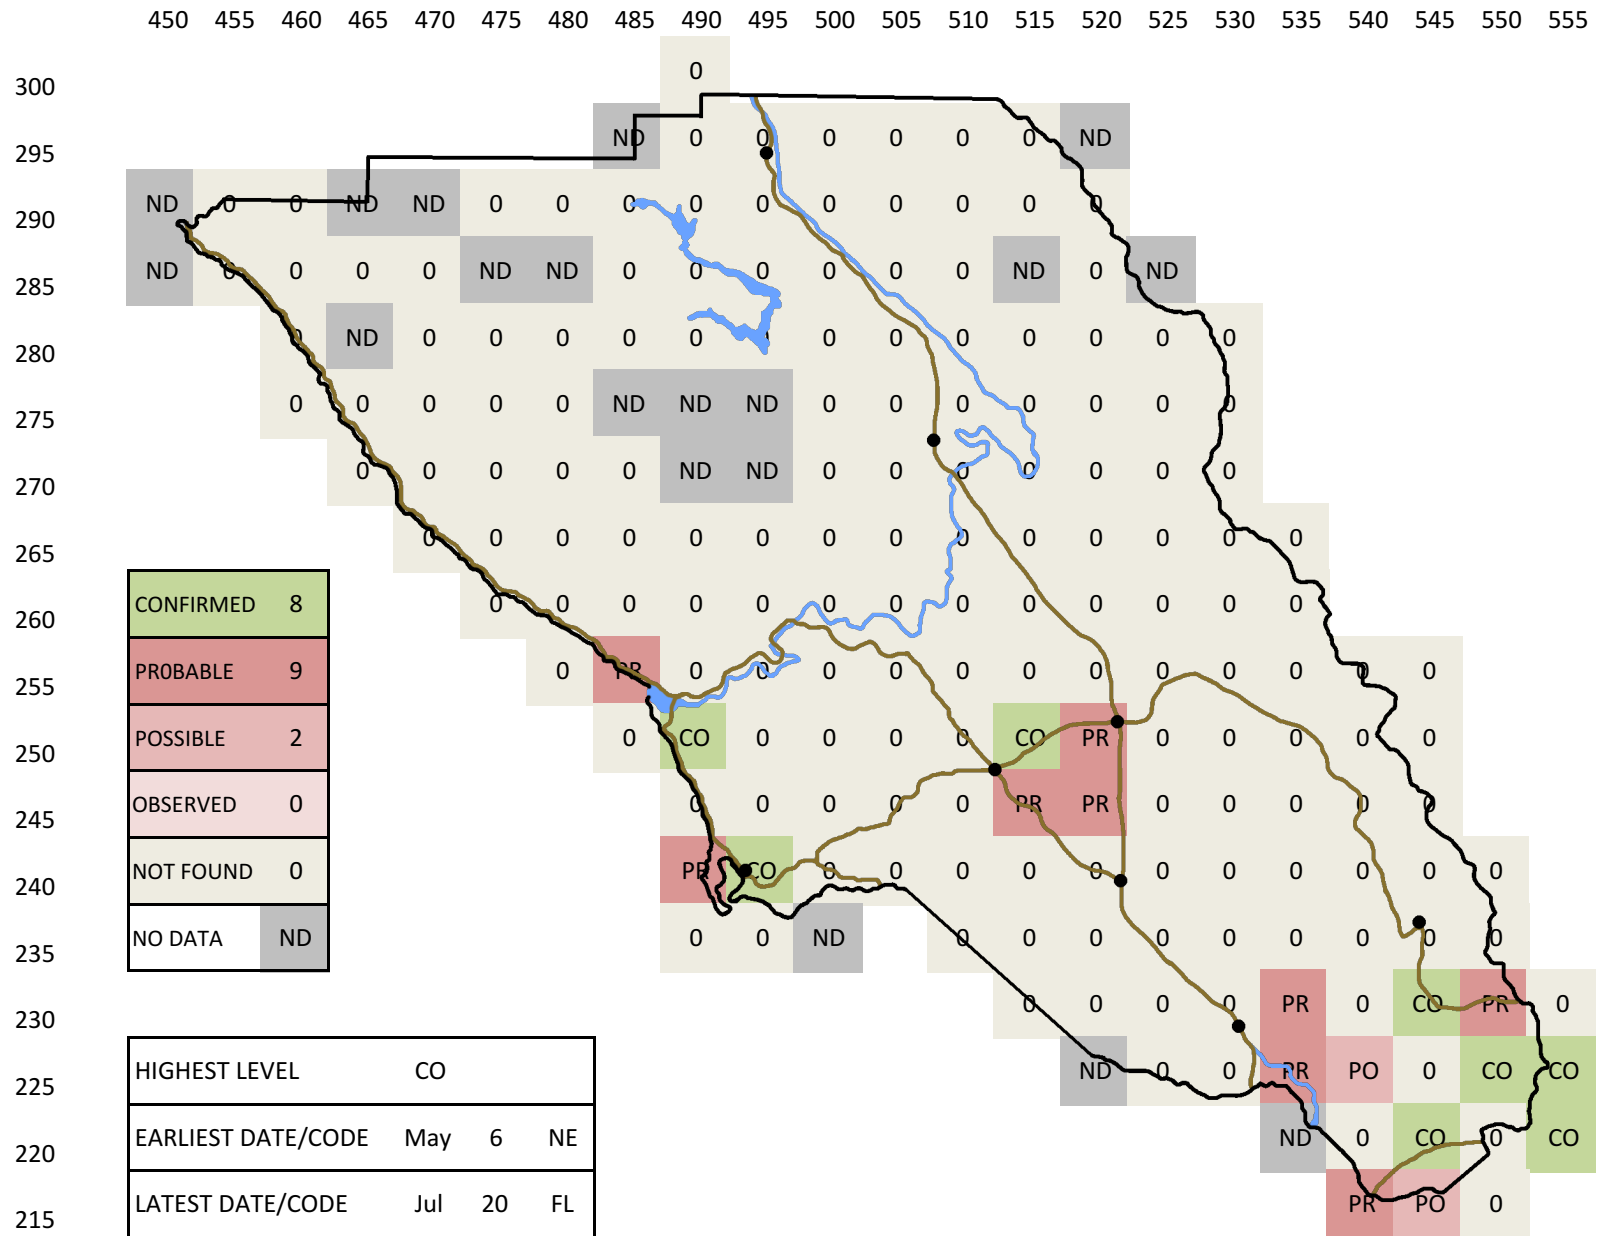 450 455 460 465 470 475 480 485 490 495 500 505 510 515 520 525 530 535 540 545 550 555
300 0
295 ND 0 0 0 0 0 0 ND
290 ND 0 0 ND ND 0 0 0 0 0 0 0 0 0 0
285 ND 0 0 0 0 ND ND 0 0 0 0 0 0 ND 0 ND
280 0 ND 0 0 0 0 0 0 0 0 0 0 0 0 0
275 0 0 0 0 0 ND ND ND 0 0 0 0 0 0 0
270 0 0 0 0 0 ND ND 0 0 0 0 0 0 0
265 0 0 0 0 0 0 0 0 0 0 0 0 0 0
260 0 0 0 0 0 0 0 0 0 0 0 0 0
255 0 PR 0 0 0 0 0 0 0 0 0 0 0 0
250 0 CO 0 0 0 0 CO PR 0 0 0 0 0
245 0 0 0 0 0 PR PR 0 0 0 0 0
240 PR CO 0 0 0 0 0 0 0 0 0 0 0
235 0 0 ND 0 0 0 0 0 0 0 0 0
230 0 0 0 0 PR 0 CO PR 0
225 ND 0 0 PR PO 0 CO CO
220 ND 0 CO 0 CO
215 PR PO 0
CONFIRMED 8
PR0BABLE 9
POSSIBLE 2
OBSERVED 0
NOT FOUND 0
NO DATA ND
HIGHEST LEVEL CO
EARLIEST DATE/CODE May 6 NE
LATEST DATE/CODE Jul 20 FL